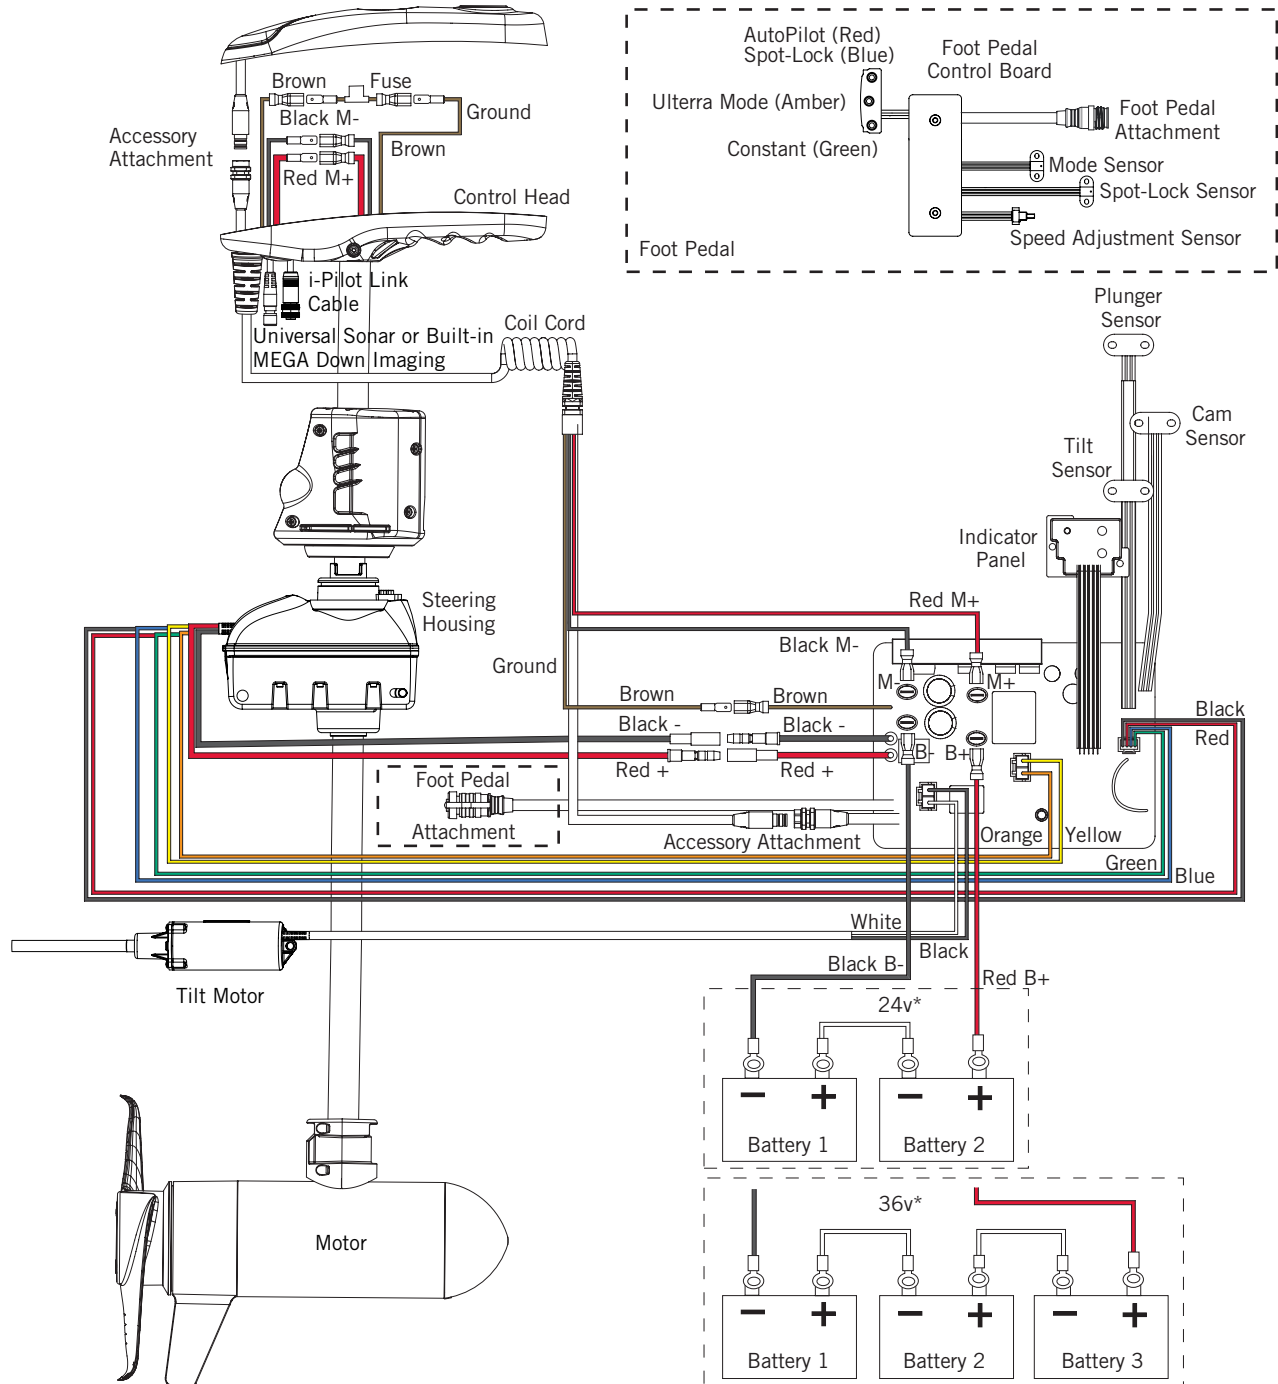 AutoPilot (Red)
Spot-Lock (Blue)
Foot Pedal
Control Board
Ulterra Mode (Amber)
Foot Pedal
Attachment
Constant (Green)
Mode Sensor
Spot-Lock Sensor
Speed Adjustment Sensor
Foot Pedal
Brown
Fuse
Black M-
Ground
Accessory
Attachment
Brown
Red M+
Control Head
i-Pilot Link
Cable
Universal Sonar or Built-in
MEGA Down Imaging
Coil Cord
Plunger
Sensor
Cam
Sensor
Tilt
Sensor
Indicator
Panel
Steering
Housing
Red M+
Black M-
Ground
M-
M+
Brown
Brown
Black -
Black -
Black
Red
B-
B+
Red +
Red +
Foot Pedal
Attachment
Accessory Attachment
Orange
Yellow
Green
Blue
White
Black
Black B-
Red B+
Tilt Motor
24v*
− + − +
Battery 1
Battery 2
36v*
− + − + − +
Motor
Battery 1
Battery 2
Battery 3